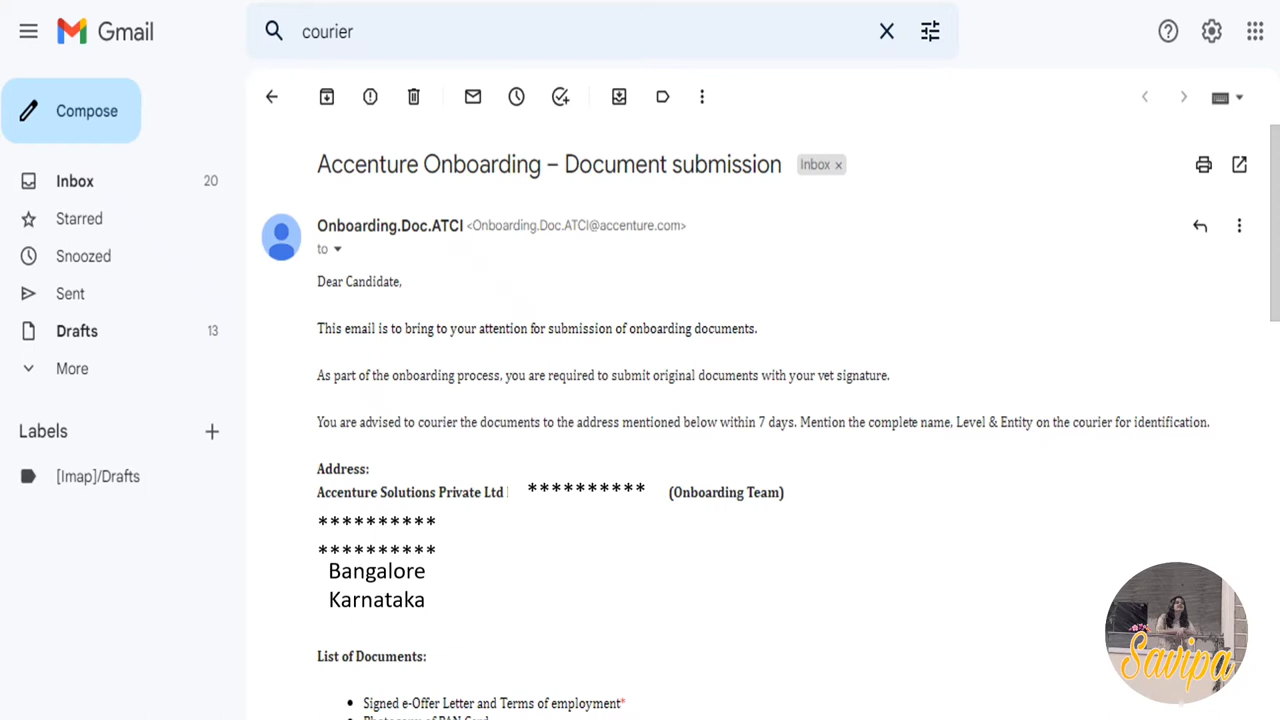 Gmail
courier
Compose
Accenture Onboarding – Document submission
Inbox ×
Inbox 20
Starred
Snoozed
Sent
Drafts 13
More
Labels
[Imap]/Drafts
Onboarding.Doc.ATCI <Onboarding.Doc.ATCI@accenture.com>
to
Dear Candidate,
This email is to bring to your attention for submission of onboarding documents.
As part of the onboarding process, you are required to submit original documents with your vet signature.
You are advised to courier the documents to the address mentioned below within 7 days. Mention the complete name, Level & Entity on the courier for identification.
Address:
Accenture Solutions Private Ltd ********** (Onboarding Team)
**********
**********
Bangalore
Karnataka
List of Documents:
• Signed e-Offer Letter and Terms of employment*
• Photocopy of PAN Card
Savipa